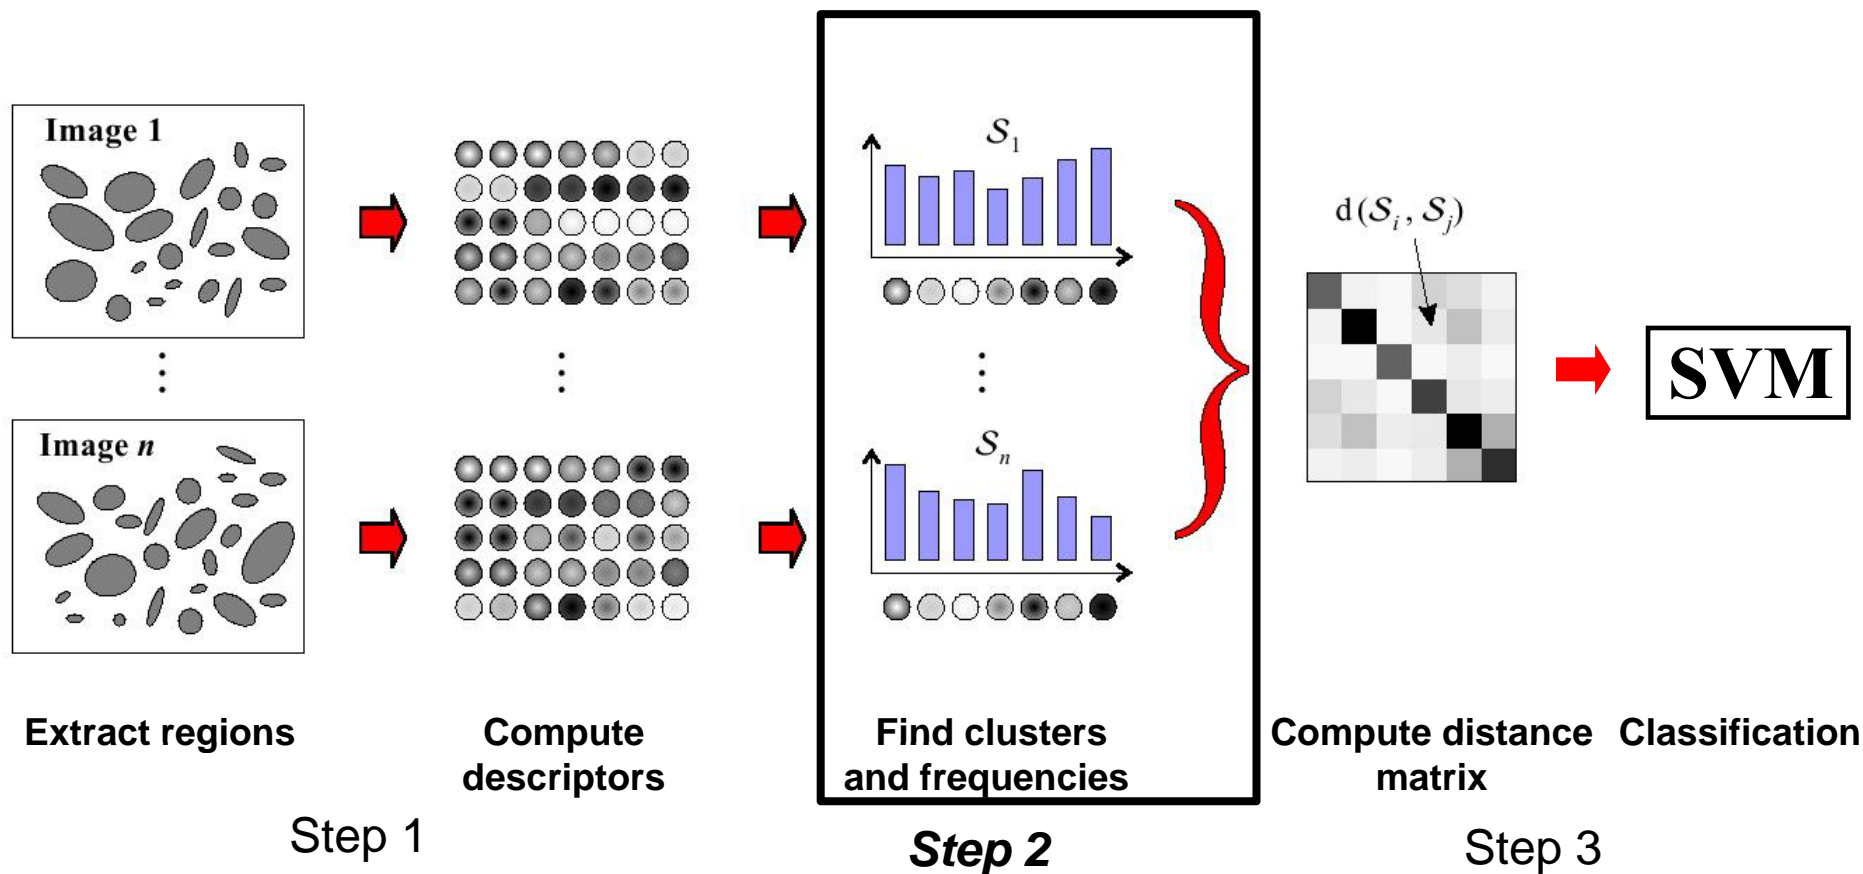 Image 1
S₁
d(Sᵢ, Sⱼ)
SVM
Image n
Sₙ
Extract regions
Compute
descriptors
Find clusters
and frequencies
Compute distance
matrix
Classification
Step 1
Step 2
Step 3